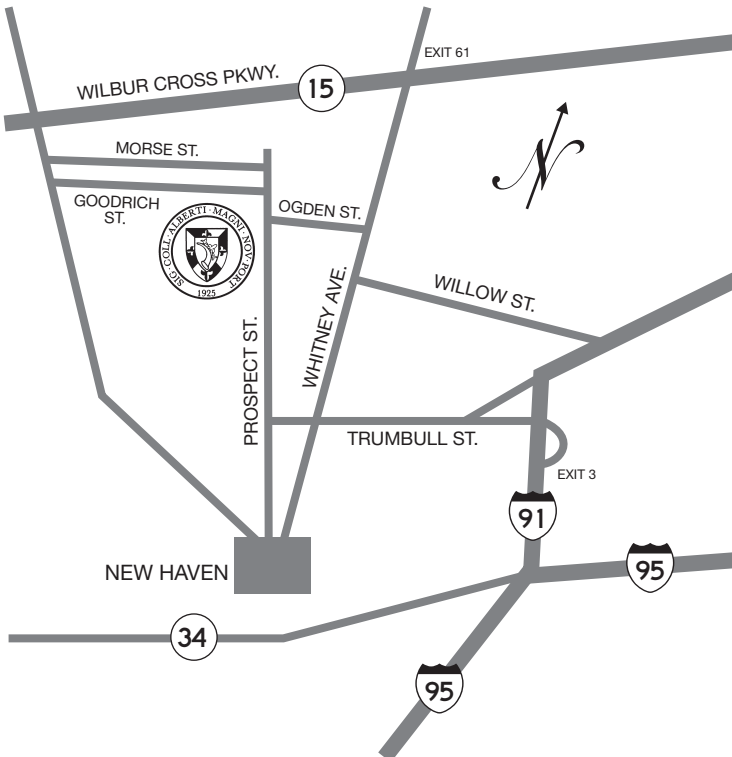 EXIT 61
WILBUR CROSS PKWY.
15
MORSE ST.
N
GOODRICH
ST.
OGDEN ST.
SIG·COLL·ALBERTI·MAGNI·NOV·PORT
1925
WILLOW ST.
WHITNEY AVE.
PROSPECT ST.
TRUMBULL ST.
EXIT 3
91
NEW HAVEN
95
34
95